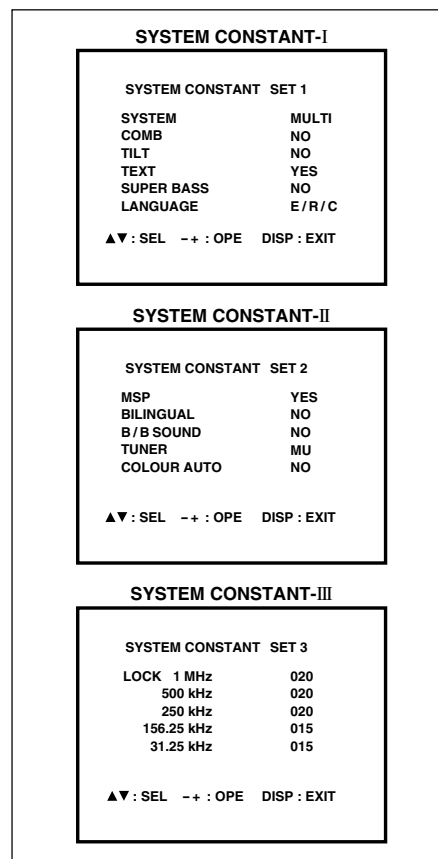 SYSTEM CONSTANT-I
SYSTEM CONSTANT SET 1
SYSTEM MULTI
COMB NO
TILT NO
TEXT YES
SUPER BASS NO
LANGUAGE E / R / C
▲▼ : SEL –+ : OPE DISP : EXIT
SYSTEM CONSTANT-II
SYSTEM CONSTANT SET 2
MSP YES
BILINGUAL NO
B / B SOUND NO
TUNER MU
COLOUR AUTO NO
▲▼ : SEL –+ : OPE DISP : EXIT
SYSTEM CONSTANT-III
SYSTEM CONSTANT SET 3
LOCK 1 MHz 020
500 kHz 020
250 kHz 020
156.25 kHz 015
31.25 kHz 015
▲▼ : SEL –+ : OPE DISP : EXIT